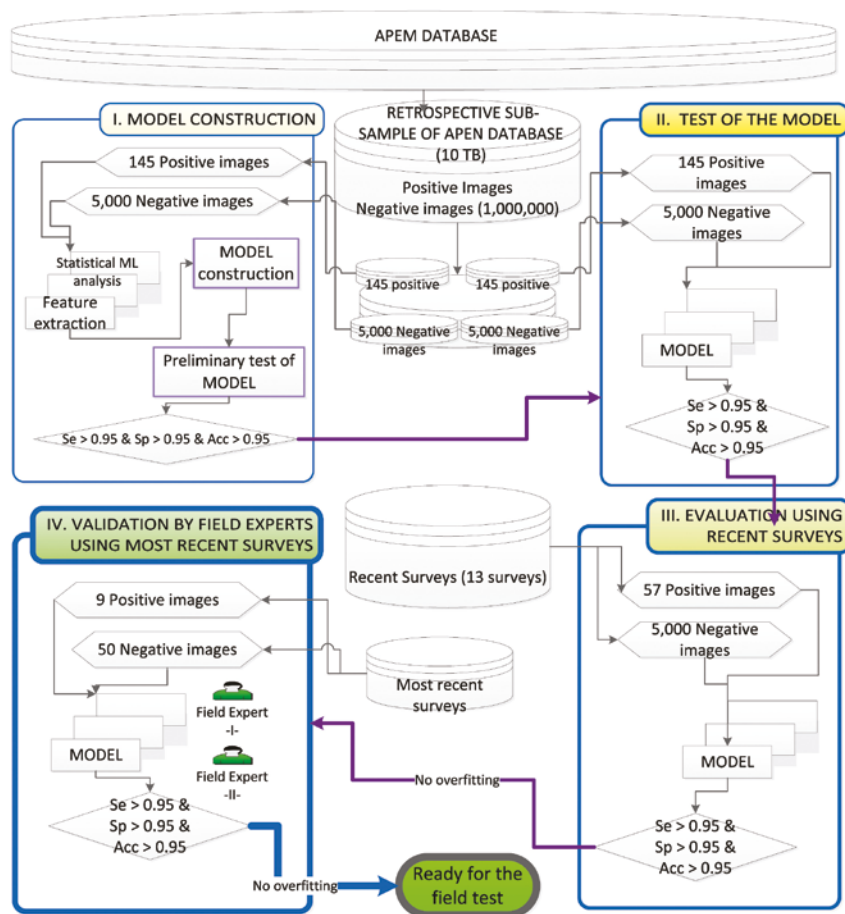 APEM DATABASE
I. MODEL CONSTRUCTION
145 Positive images
5,000 Negative images
Statistical ML
analysis
Feature
extraction
MODEL
construction
Preliminary test of
MODEL
Se > 0.95 & Sp > 0.95 & Acc > 0.95
RETROSPECTIVE SUB-
SAMPLE OF APEN DATABASE
(10 TB)
Positive Images
Negative images (1,000,000)
145 positive
145 positive
5,000 Negative
images
5,000 Negative
images
II. TEST OF THE MODEL
145 Positive
images
5,000 Negative
images
MODEL
Se > 0.95 &
Sp > 0.95 &
Acc > 0.95
III. EVALUATION USING
RECENT SURVEYS
Recent Surveys (13 surveys)
57 Positive images
5,000 Negative
images
MODEL
Se > 0.95 &
Sp > 0.95 &
Acc > 0.95
No overfitting
IV. VALIDATION BY FIELD EXPERTS
USING MOST RECENT SURVEYS
9 Positive images
50 Negative images
Most recent
surveys
MODEL
Field Expert
-I-
Field Expert
-II-
Se > 0.95 &
Sp > 0.95 &
Acc > 0.95
No overfitting
Ready for the
field test